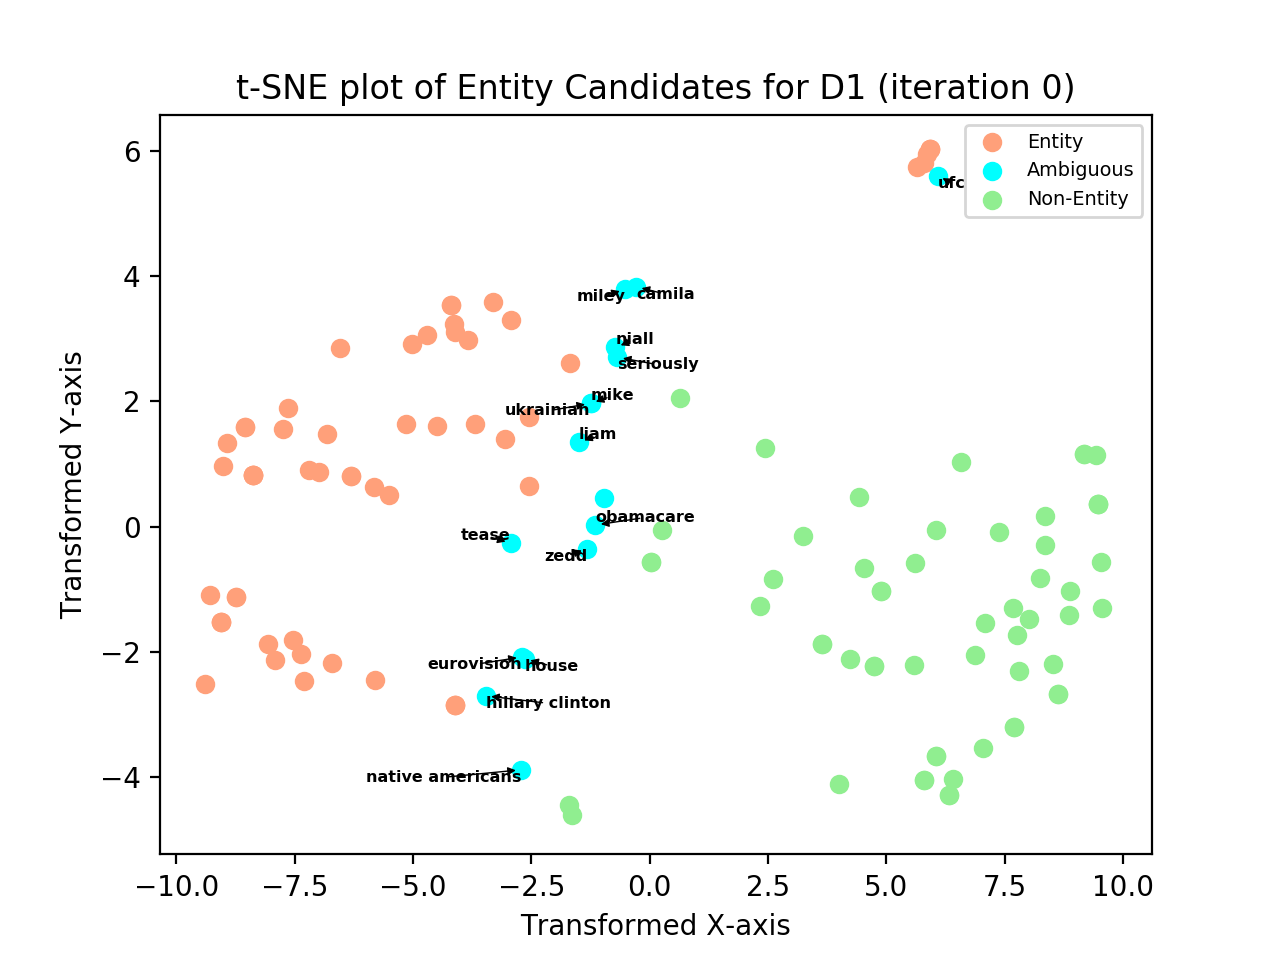 t-SNE plot of Entity Candidates for D1 (iteration 0)
Entity
Ambiguous
Non-Entity
ufc
miley
camila
niall
seriously
mike
ukrainian
liam
obamacare
tease
zedd
eurovision
house
hillary clinton
native americans
6
4
2
0
−2
−4
Transformed Y-axis
−10.0 −7.5 −5.0 −2.5 0.0 2.5 5.0 7.5 10.0
Transformed X-axis